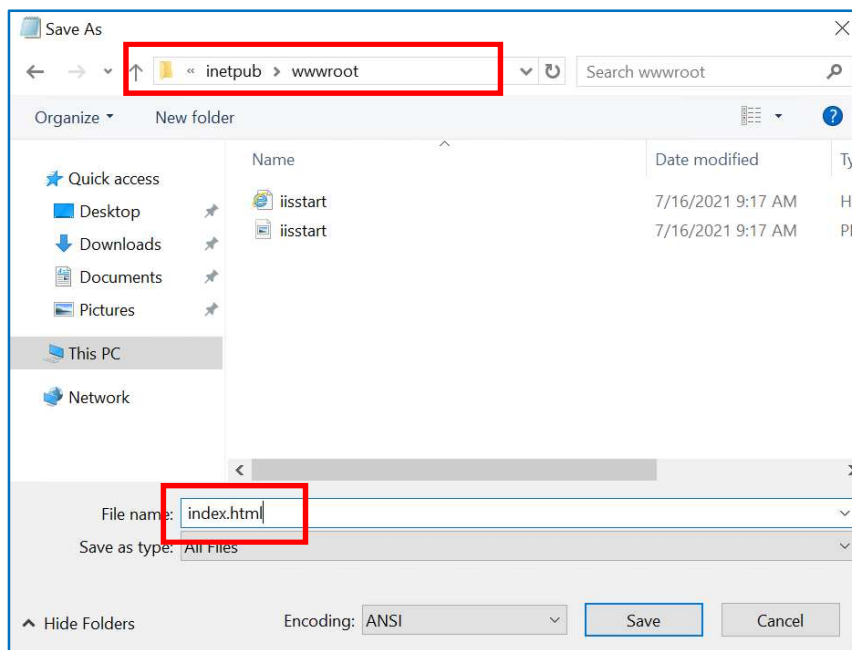 Save As
« inetpub > wwwroot
Search wwwroot
Organize
New folder
Name
Date modified
Ty
Quick access
Desktop
Downloads
Documents
Pictures
This PC
Network
iisstart
7/16/2021 9:17 AM
H
iisstart
7/16/2021 9:17 AM
Pl
File name: index.html
Save as type: All Files
Hide Folders
Encoding: ANSI
Save
Cancel